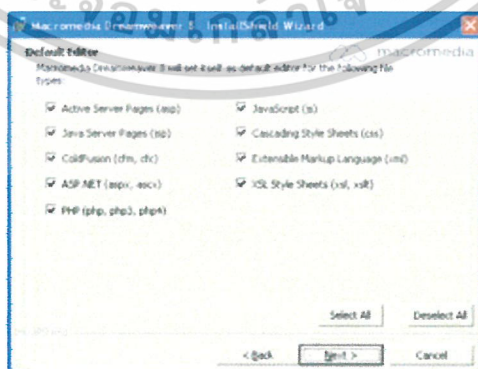 Macromedia Dreamweaver 8 - InstallShield Wizard
Default Editor
macromedia
Macromedia Dreamweaver 8 will set itself as default editor for the following file
types:
Active Server Pages (asp)
JavaScript (js)
Java Server Pages (jsp)
Cascading Style Sheets (css)
ColdFusion (cfm, cfc)
Extensible Markup Language (xml)
ASP.NET (aspx, ascx)
XSL Style Sheets (xsl, xslt)
PHP (php, php3, php4)
Select All
Deselect All
< Back
Next >
Cancel